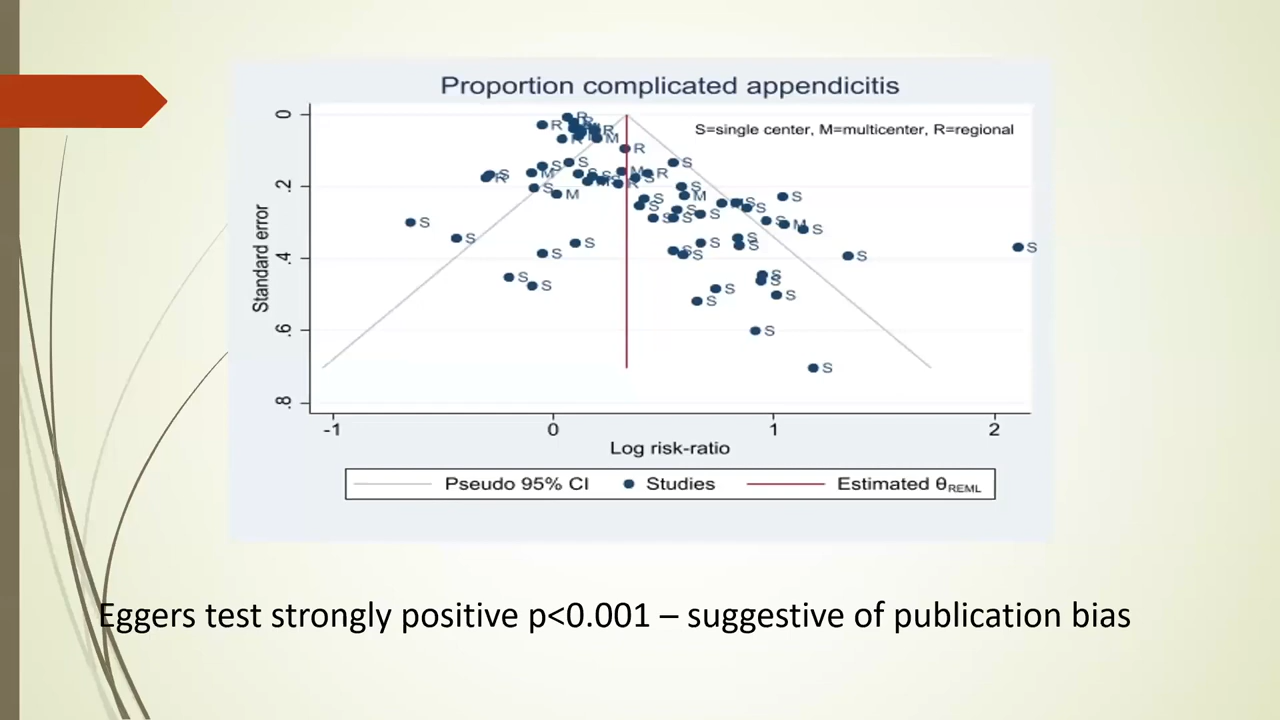 Proportion complicated appendicitis
S=single center, M=multicenter, R=regional
Standard error
0
.2
.4
.6
.8
-1 0 1 2
Log risk-ratio
Pseudo 95% CI Studies Estimated θREML
Eggers test strongly positive p<0.001 – suggestive of publication bias